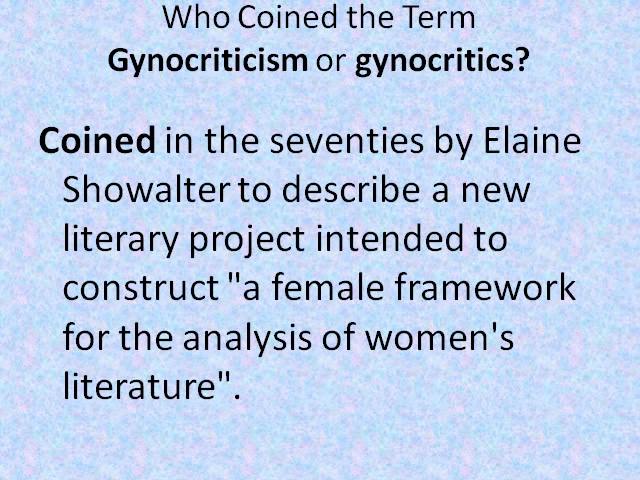 Who Coined the Term
Gynocriticism or gynocritics?
Coined in the seventies by Elaine
Showalter to describe a new
literary project intended to
construct "a female framework
for the analysis of women's
literature".